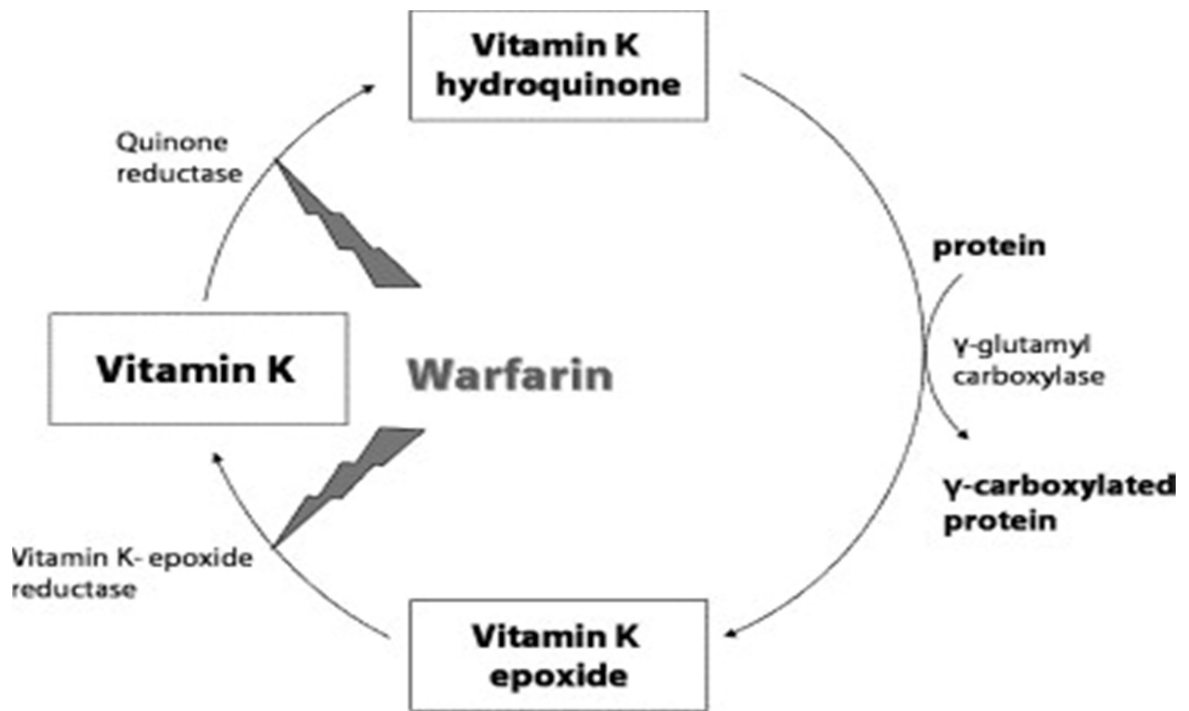 Vitamin K
hydroquinone
Quinone
reductase
protein
γ-glutamyl
carboxylase
Vitamin K
Warfarin
γ-carboxylated
protein
Vitamin K- epoxide
reductase
Vitamin K
epoxide